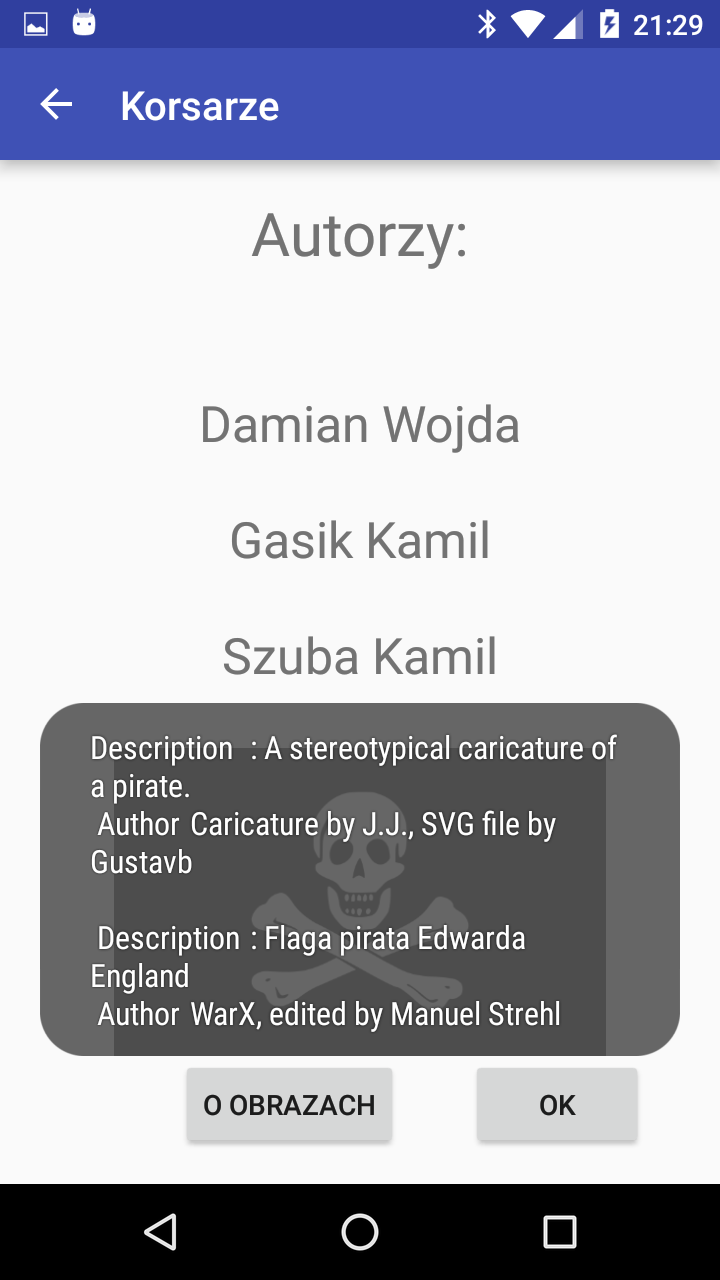 21:29
Korsarze
Autorzy:
Damian Wojda
Gasik Kamil
Szuba Kamil
Description : A stereotypical caricature of
a pirate.
Author Caricature by J.J., SVG file by
Gustavb
Description : Flaga pirata Edwarda
England
Author WarX, edited by Manuel Strehl
O OBRAZACH
OK